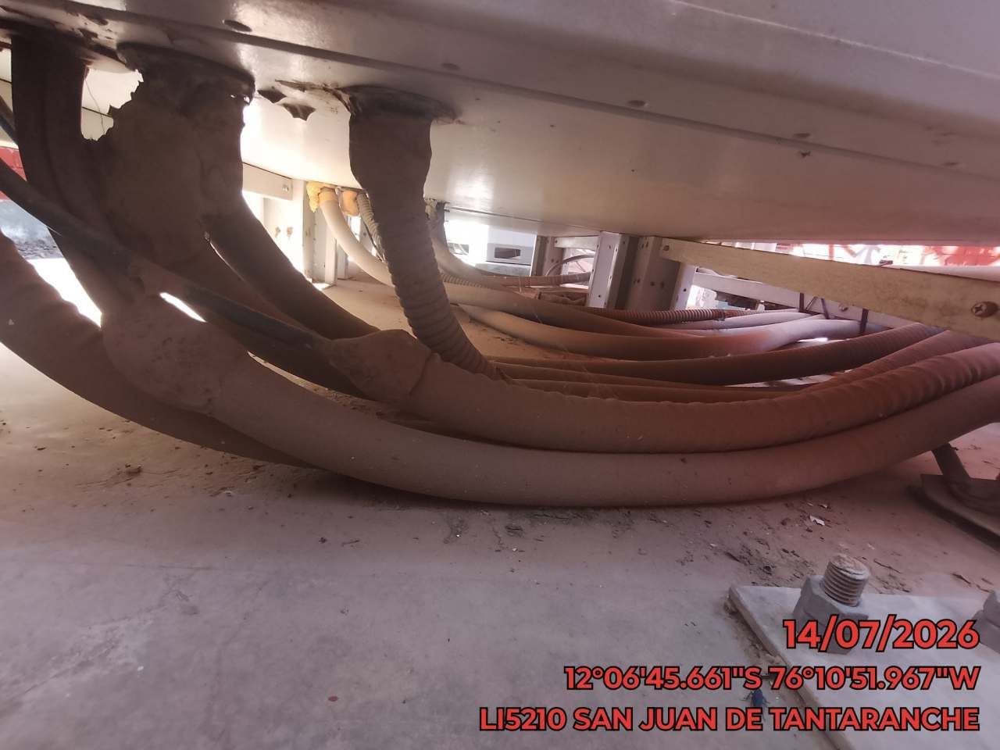 14/07/2026
12°06'45.661"S 76°10'51.967"W
LI5210 SAN JUAN DE TANTARANCHE